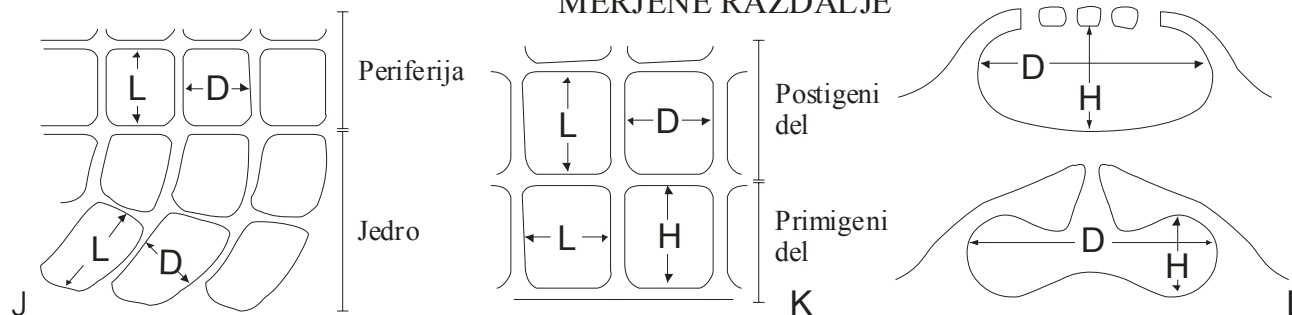 MERJENE RAZDALJE
L
D
Periferija
L
D
Jedro
J
L
D
Postigeni
del
L
H
Primigeni
del
K
D
H
D
H